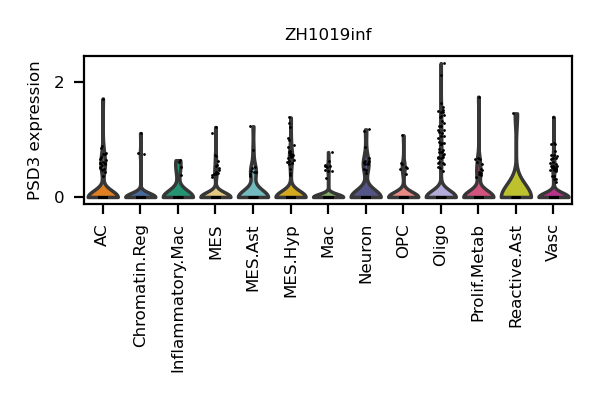 ZH1019inf
PSD3 expression
2
0
AC
Chromatin.Reg
Inflammatory.Mac
MES
MES.Ast
MES.Hyp
Mac
Neuron
OPC
Oligo
Prolif.Metab
Reactive.Ast
Vasc